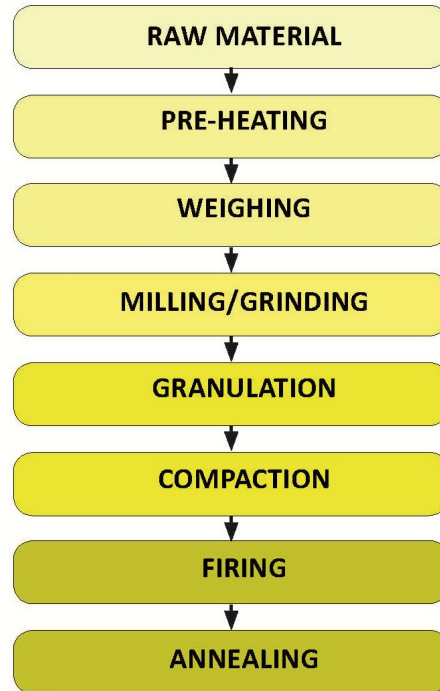 RAW MATERIAL
PRE-HEATING
WEIGHING
MILLING/GRINDING
GRANULATION
COMPACTION
FIRING
ANNEALING